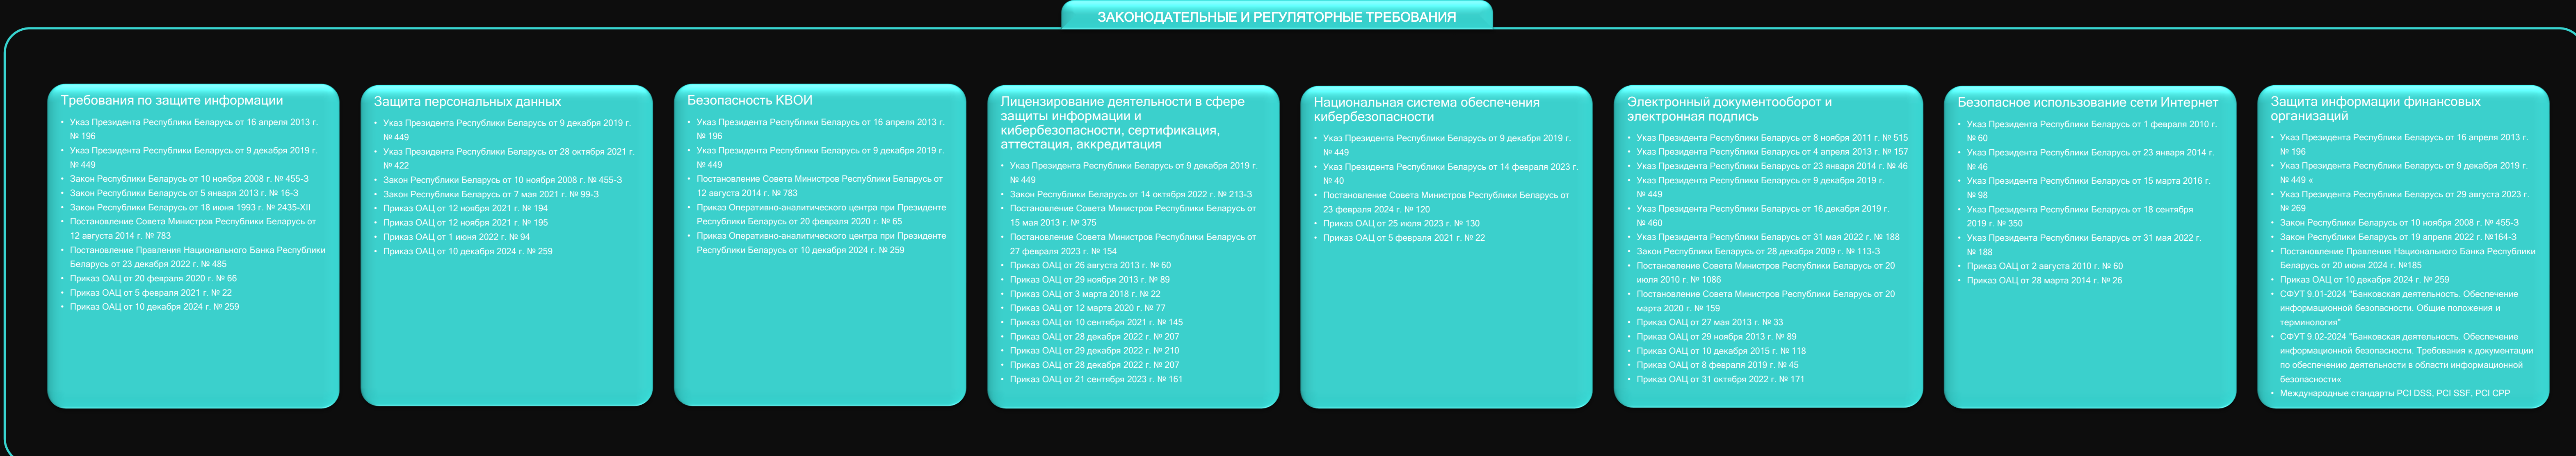 ЗАКОНОДАТЕЛЬНЫЕ И РЕГУЛЯТОРНЫЕ ТРЕБОВАНИЯ
Требования по защите информации
• Указ Президента Республики Беларусь от 16 апреля 2013 г.
№ 196
• Указ Президента Республики Беларусь от 9 декабря 2019 г.
№ 449
• Закон Республики Беларусь от 10 ноября 2008 г. № 455-З
• Закон Республики Беларусь от 5 января 2013 г. № 16-З
• Закон Республики Беларусь от 18 июня 1993 г. № 2435-XII
• Постановление Совета Министров Республики Беларусь от
12 августа 2014 г. № 783
• Постановление Правления Национального Банка Республики
Беларусь от 23 декабря 2022 г. № 485
• Приказ ОАЦ от 20 февраля 2020 г. № 66
• Приказ ОАЦ от 5 февраля 2021 г. № 22
• Приказ ОАЦ от 10 декабря 2024 г. № 259
Защита персональных данных
• Указ Президента Республики Беларусь от 9 декабря 2019 г.
№ 449
• Указ Президента Республики Беларусь от 28 октября 2021 г.
№ 422
• Закон Республики Беларусь от 10 ноября 2008 г. № 455-З
• Закон Республики Беларусь от 7 мая 2021 г. № 99-З
• Приказ ОАЦ от 12 ноября 2021 г. № 194
• Приказ ОАЦ от 12 ноября 2021 г. № 195
• Приказ ОАЦ от 1 июня 2022 г. № 94
• Приказ ОАЦ от 10 декабря 2024 г. № 259
Безопасность КВОИ
• Указ Президента Республики Беларусь от 16 апреля 2013 г.
№ 196
• Указ Президента Республики Беларусь от 9 декабря 2019 г.
№ 449
• Постановление Совета Министров Республики Беларусь от
12 августа 2014 г. № 783
• Приказ Оперативно-аналитического центра при Президенте
Республики Беларусь от 20 февраля 2020 г. № 65
• Приказ Оперативно-аналитического центра при Президенте
Республики Беларусь от 10 декабря 2024 г. № 259
Лицензирование деятельности в сфере
защиты информации и
кибербезопасности, сертификация,
аттестация, аккредитация
• Указ Президента Республики Беларусь от 9 декабря 2019 г.
№ 449
• Закон Республики Беларусь от 14 октября 2022 г. № 213-З
• Постановление Совета Министров Республики Беларусь от
15 мая 2013 г. № 375
• Постановление Совета Министров Республики Беларусь от
27 февраля 2023 г. № 154
• Приказ ОАЦ от 26 августа 2013 г. № 60
• Приказ ОАЦ от 29 ноября 2013 г. № 89
• Приказ ОАЦ от 3 марта 2018 г. № 22
• Приказ ОАЦ от 12 марта 2020 г. № 77
• Приказ ОАЦ от 10 сентября 2021 г. № 145
• Приказ ОАЦ от 28 декабря 2022 г. № 207
• Приказ ОАЦ от 29 декабря 2022 г. № 210
• Приказ ОАЦ от 28 декабря 2022 г. № 207
• Приказ ОАЦ от 21 сентября 2023 г. № 161
Национальная система обеспечения
кибербезопасности
• Указ Президента Республики Беларусь от 9 декабря 2019 г.
№ 449
• Указ Президента Республики Беларусь от 14 февраля 2023 г.
№ 40
• Постановление Совета Министров Республики Беларусь от
23 февраля 2024 г. № 120
• Приказ ОАЦ от 25 июля 2023 г. № 130
• Приказ ОАЦ от 5 февраля 2021 г. № 22
Электронный документооборот и
электронная подпись
• Указ Президента Республики Беларусь от 8 ноября 2011 г. № 515
• Указ Президента Республики Беларусь от 4 апреля 2013 г. № 157
• Указ Президента Республики Беларусь от 23 января 2014 г. № 46
• Указ Президента Республики Беларусь от 9 декабря 2019 г.
№ 449
• Указ Президента Республики Беларусь от 16 декабря 2019 г.
№ 460
• Указ Президента Республики Беларусь от 31 мая 2022 г. № 188
• Закон Республики Беларусь от 28 декабря 2009 г. № 113-З
• Постановление Совета Министров Республики Беларусь от 20
июля 2010 г. № 1086
• Постановление Совета Министров Республики Беларусь от 20
марта 2020 г. № 159
• Приказ ОАЦ от 27 мая 2013 г. № 33
• Приказ ОАЦ от 29 ноября 2013 г. № 89
• Приказ ОАЦ от 10 декабря 2015 г. № 118
• Приказ ОАЦ от 8 февраля 2019 г. № 45
• Приказ ОАЦ от 31 октября 2022 г. № 171
Безопасное использование сети Интернет
• Указ Президента Республики Беларусь от 1 февраля 2010 г.
№ 60
• Указ Президента Республики Беларусь от 23 января 2014 г.
№ 46
• Указ Президента Республики Беларусь от 15 марта 2016 г.
№ 98
• Указ Президента Республики Беларусь от 18 сентября
2019 г. № 350
• Указ Президента Республики Беларусь от 31 мая 2022 г.
№ 188
• Приказ ОАЦ от 2 августа 2010 г. № 60
• Приказ ОАЦ от 28 марта 2014 г. № 26
Защита информации финансовых
организаций
• Указ Президента Республики Беларусь от 16 апреля 2013 г.
№ 196
• Указ Президента Республики Беларусь от 9 декабря 2019 г.
№ 449 «
• Указ Президента Республики Беларусь от 29 августа 2023 г.
№ 269
• Закон Республики Беларусь от 10 ноября 2008 г. № 455-З
• Закон Республики Беларусь от 19 апреля 2022 г. №164-З
• Постановление Правления Национального Банка Республики
Беларусь от 20 июня 2024 г. №185
• Приказ ОАЦ от 10 декабря 2024 г. № 259
• СФУТ 9.01-2024 "Банковская деятельность. Обеспечение
информационной безопасности. Общие положения и
терминология"
• СФУТ 9.02-2024 "Банковская деятельность. Обеспечение
информационной безопасности. Требования к документации
по обеспечению деятельности в области информационной
безопасности«
• Международные стандарты PCI DSS, PCI SSF, PCI CPP